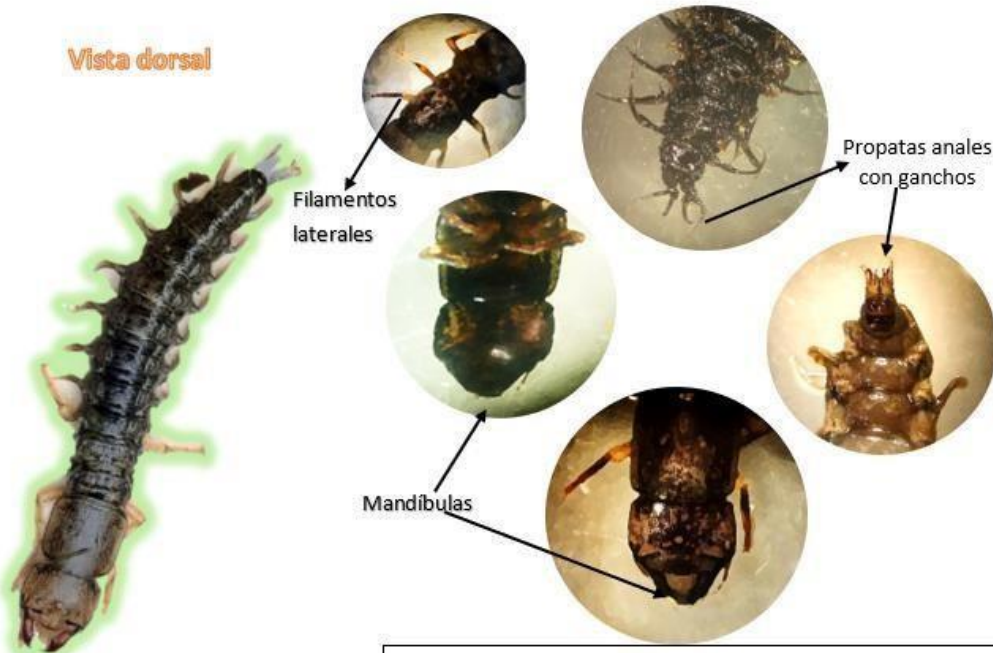 Vista dorsal
Filamentos
laterales
Propatas anales
con ganchos
Mandíbulas